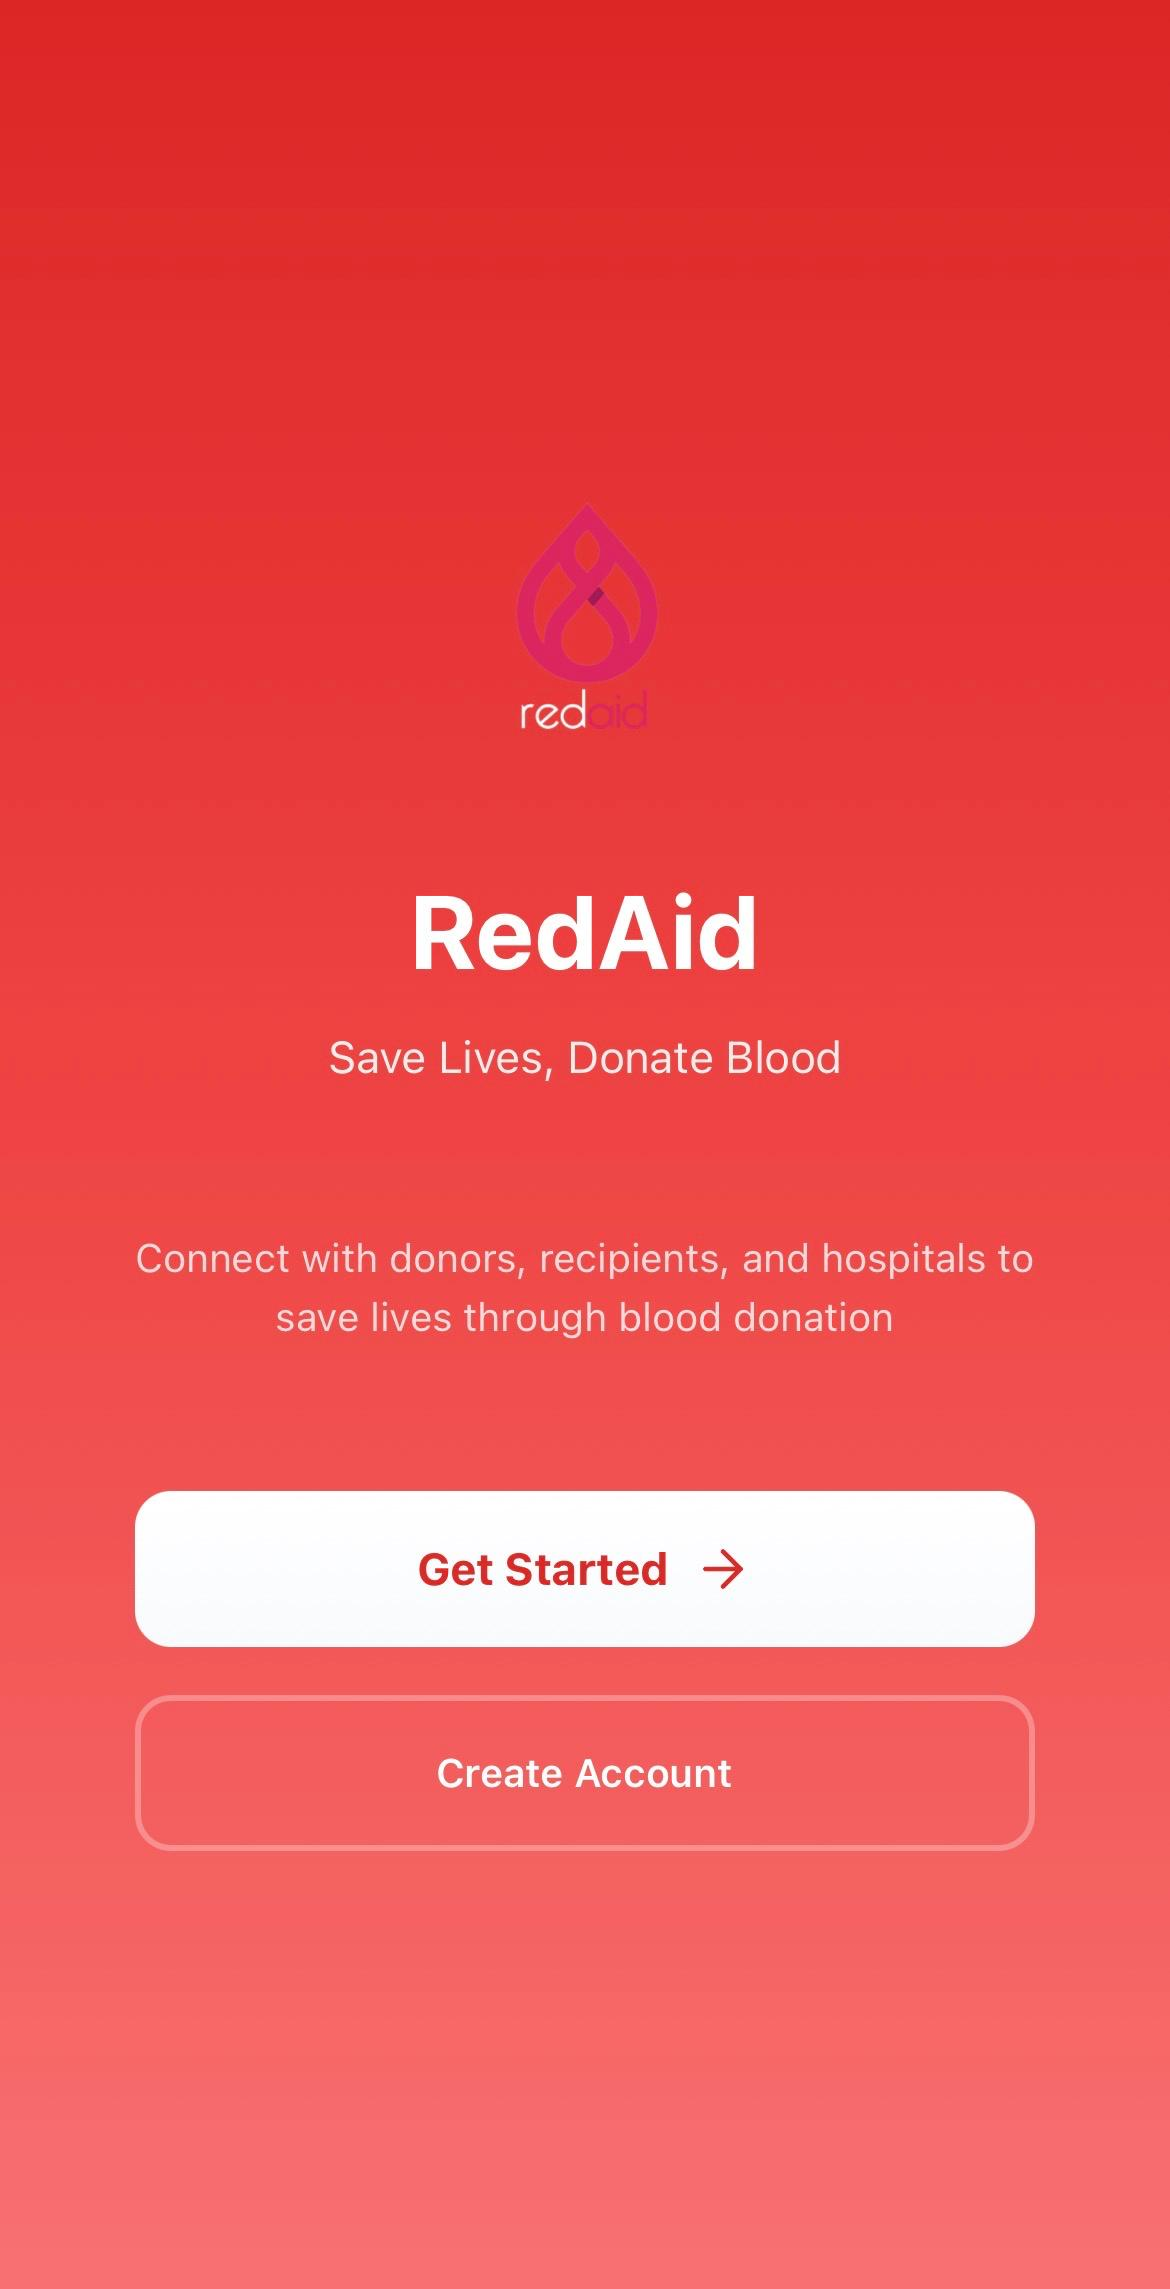 redaid
RedAid
Save Lives, Donate Blood
Connect with donors, recipients, and hospitals to
save lives through blood donation
Get Started
Create Account